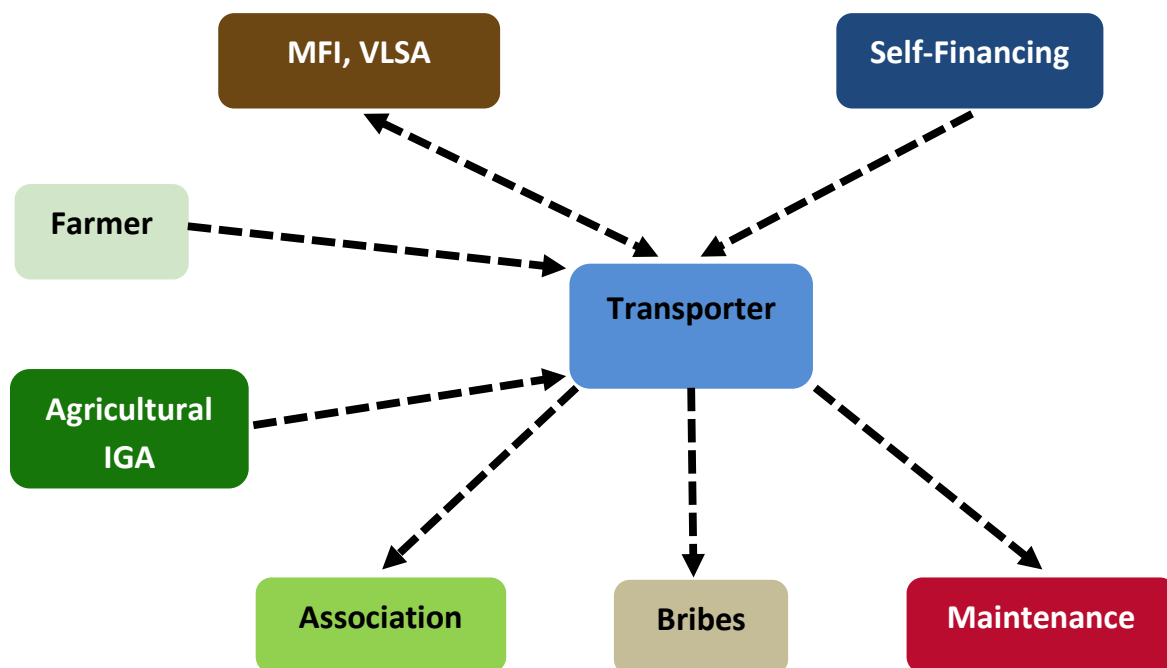 MFI, VLSA
Self-Financing
Farmer
Transporter
Agricultural
IGA
Association
Bribes
Maintenance